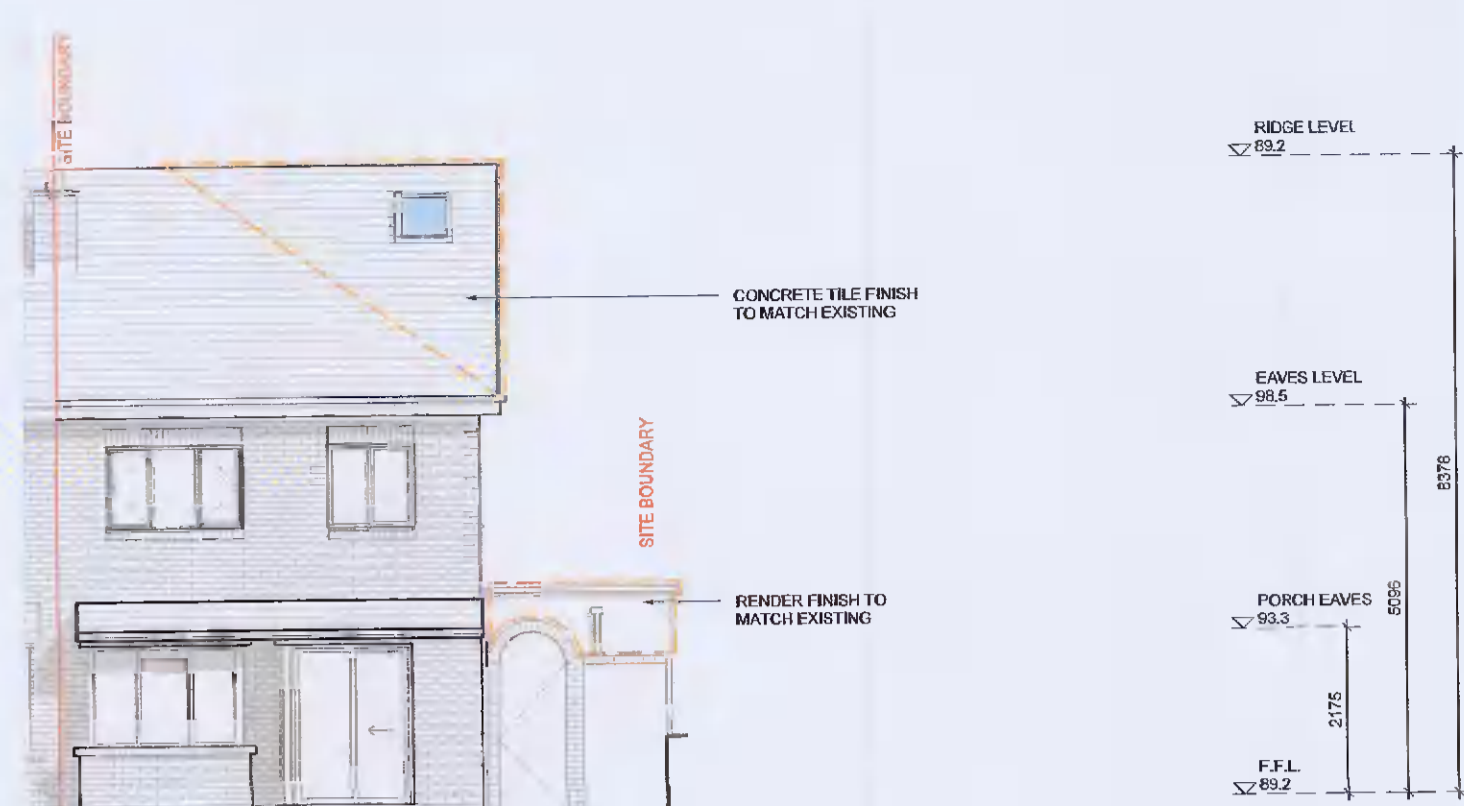 SITE BOUNDARY
RIDGE LEVEL
89.2
CONCRETE TILE FINISH
TO MATCH EXISTING
EAVES LEVEL
98.5
8378
SITE BOUNDARY
5096
RENDER FINISH TO
MATCH EXISTING
PORCH EAVES
93.3
2175
F.F.L.
89.2